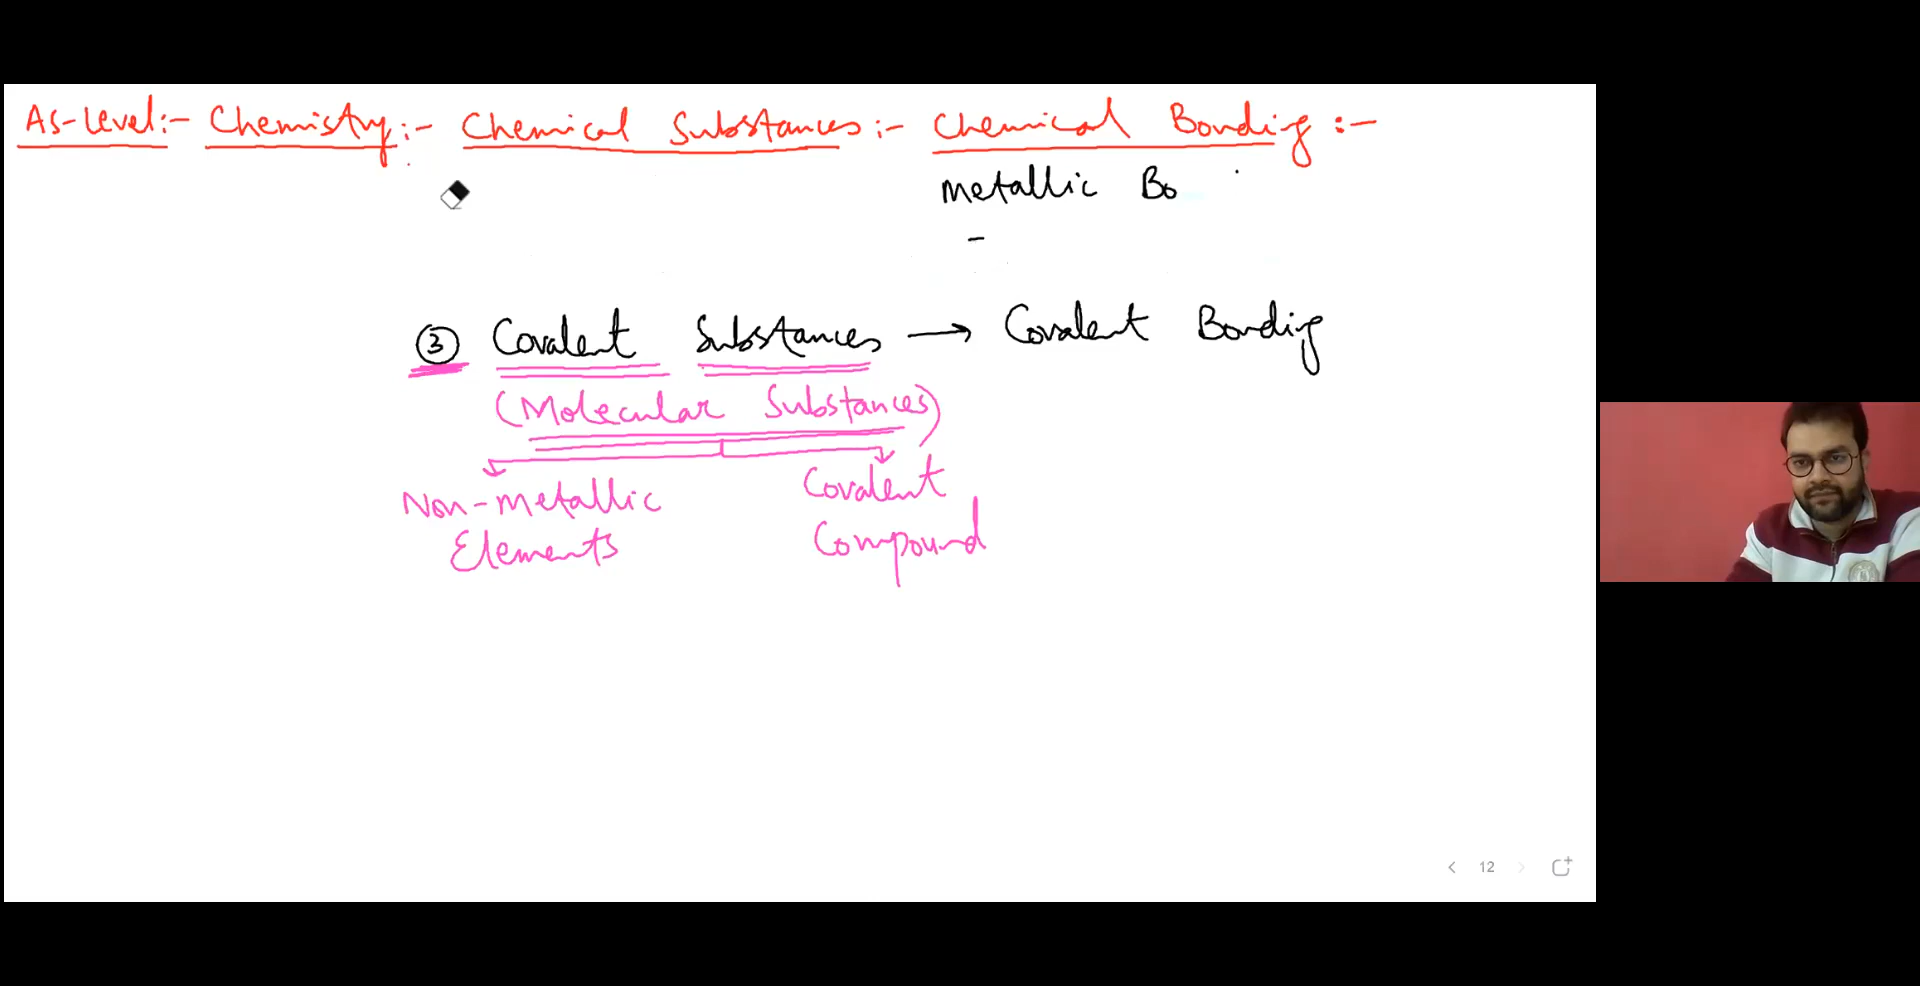 As-Level:- Chemistry:- Chemical Substances:- Chemical Bonding:-
Metallic Bo
③ Covalent Substances → Covalent Bonding
(Molecular Substances)
Non-metallic Elements
Covalent Compound
12